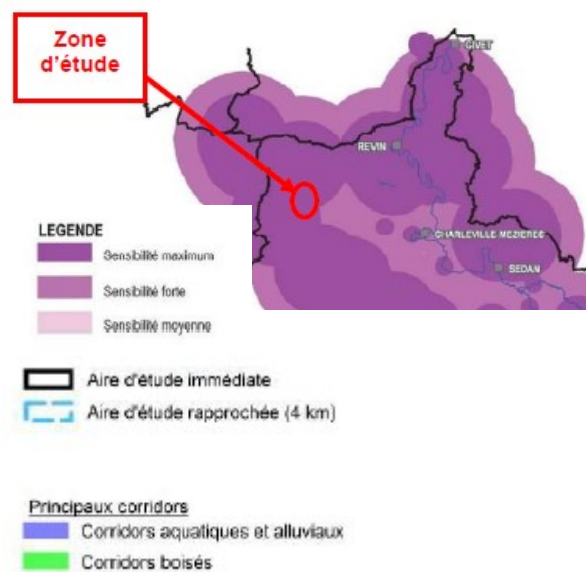 Zone
d'étude
GIVET
REVIN
CHARLEVILLE MEZIERES
SEDAN
LEGENDE
Sensibilité maximum
Sensibilité forte
Sensibilité moyenne
Aire d'étude immédiate
Aire d'étude rapprochée (4 km)
Principaux corridors
Corridors aquatiques et alluviaux
Corridors boisés